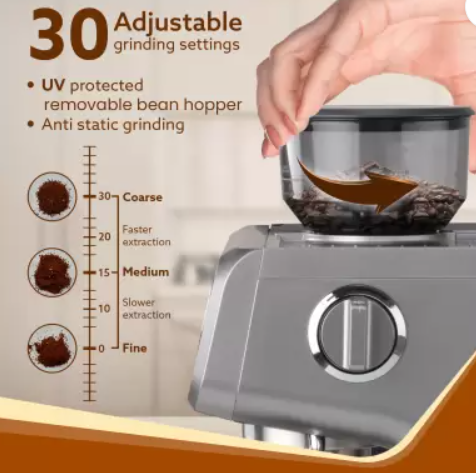 30 Adjustable
grinding settings
• UV protected
removable bean hopper
• Anti static grinding
30 Coarse
20 Faster
extraction
15 Medium
10 Slower
extraction
0 Fine